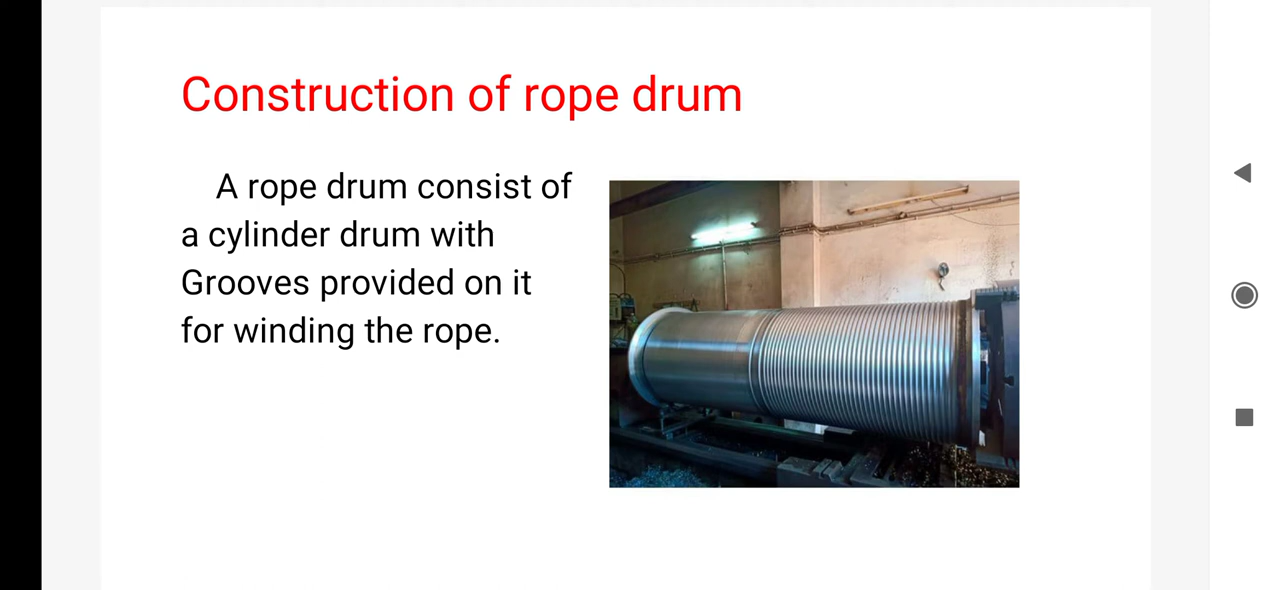 Construction of rope drum
A rope drum consist of
a cylinder drum with
Grooves provided on it
for winding the rope.